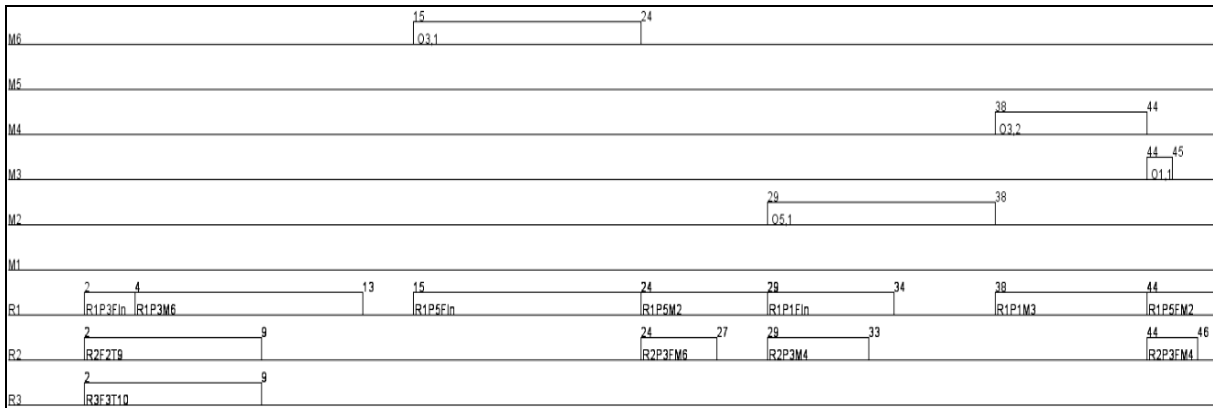 15 24
M6 O3,1
M5
38 44
M4 O3,2
44 45
M3 O1,1
29 38
M2 O5,1
M1
2 4 13 15 24 29 34 38 44
R1 R1P3FIn R1P3M6 R1P5FIn R1P5M2 R1P1FIn R1P1M3 R1P5FM2
2 9 24 27 29 33 44 46
R2 R2F2T9 R2P3FM6 R2P3M4 R2P3FM4
2 9
R3 R3F3T10